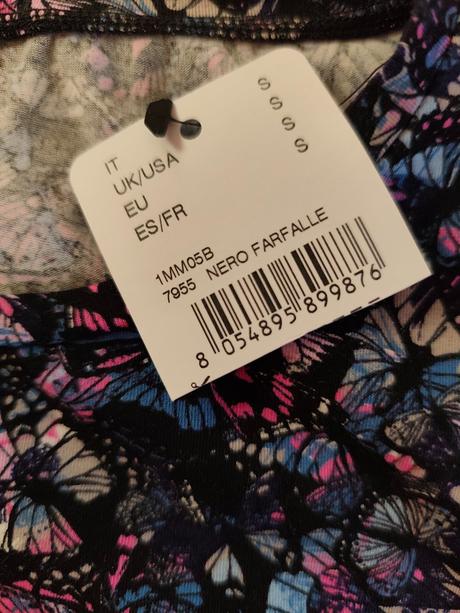 IT S
UK/USA S
EU S
ES/FR S
1MM05B
7955 NERO FARFALLE
8 054895 899876